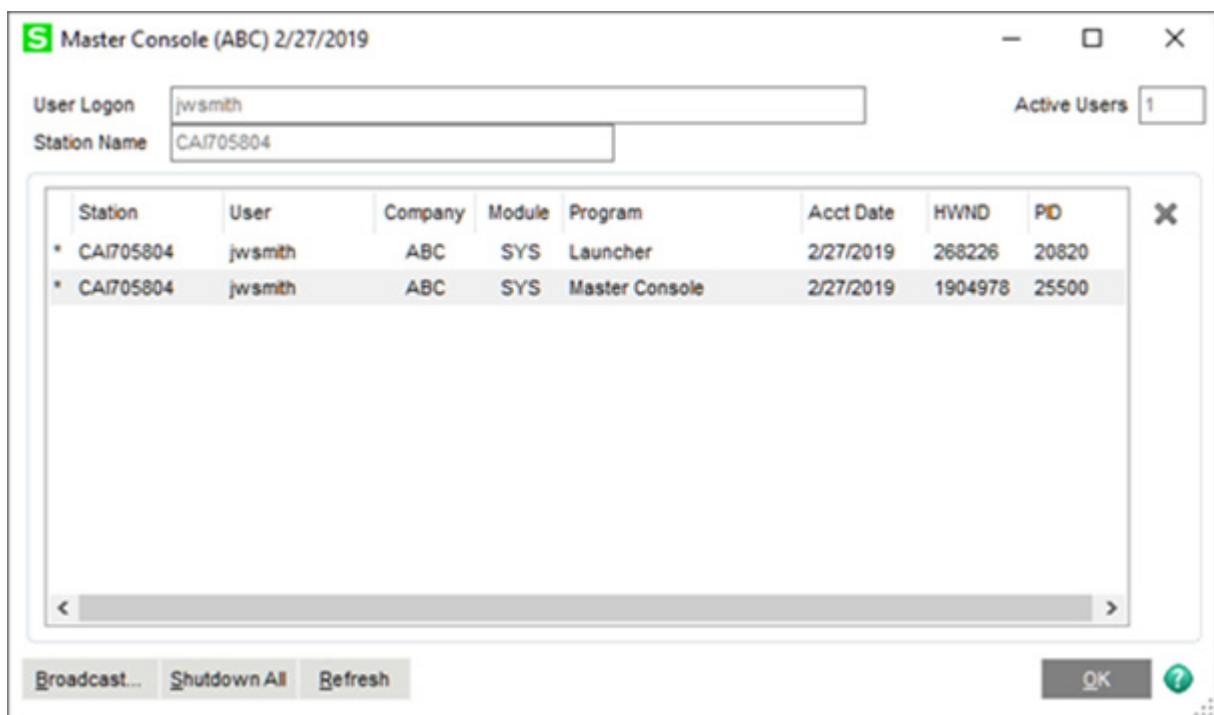 S Master Console (ABC) 2/27/2019
User Logon jwsmith Active Users 1
Station Name CAI705804
Station User Company Module Program Acct Date HWND PID
* CAI705804 jwsmith ABC SYS Launcher 2/27/2019 268226 20820
* CAI705804 jwsmith ABC SYS Master Console 2/27/2019 1904978 25500
Broadcast... Shutdown All Refresh OK ?